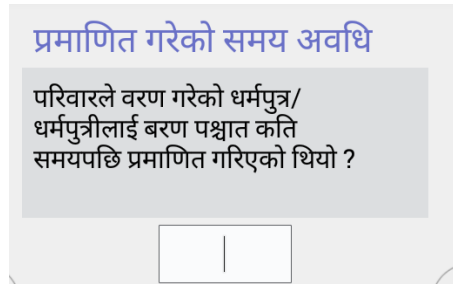 प्रमाणित गरेको समय अवधि
परिवारले वरण गरेको धर्मपुत्र/
धर्मपुत्रीलाई बरण पश्चात कति
समयपछि प्रमाणित गरिएको थियो ?